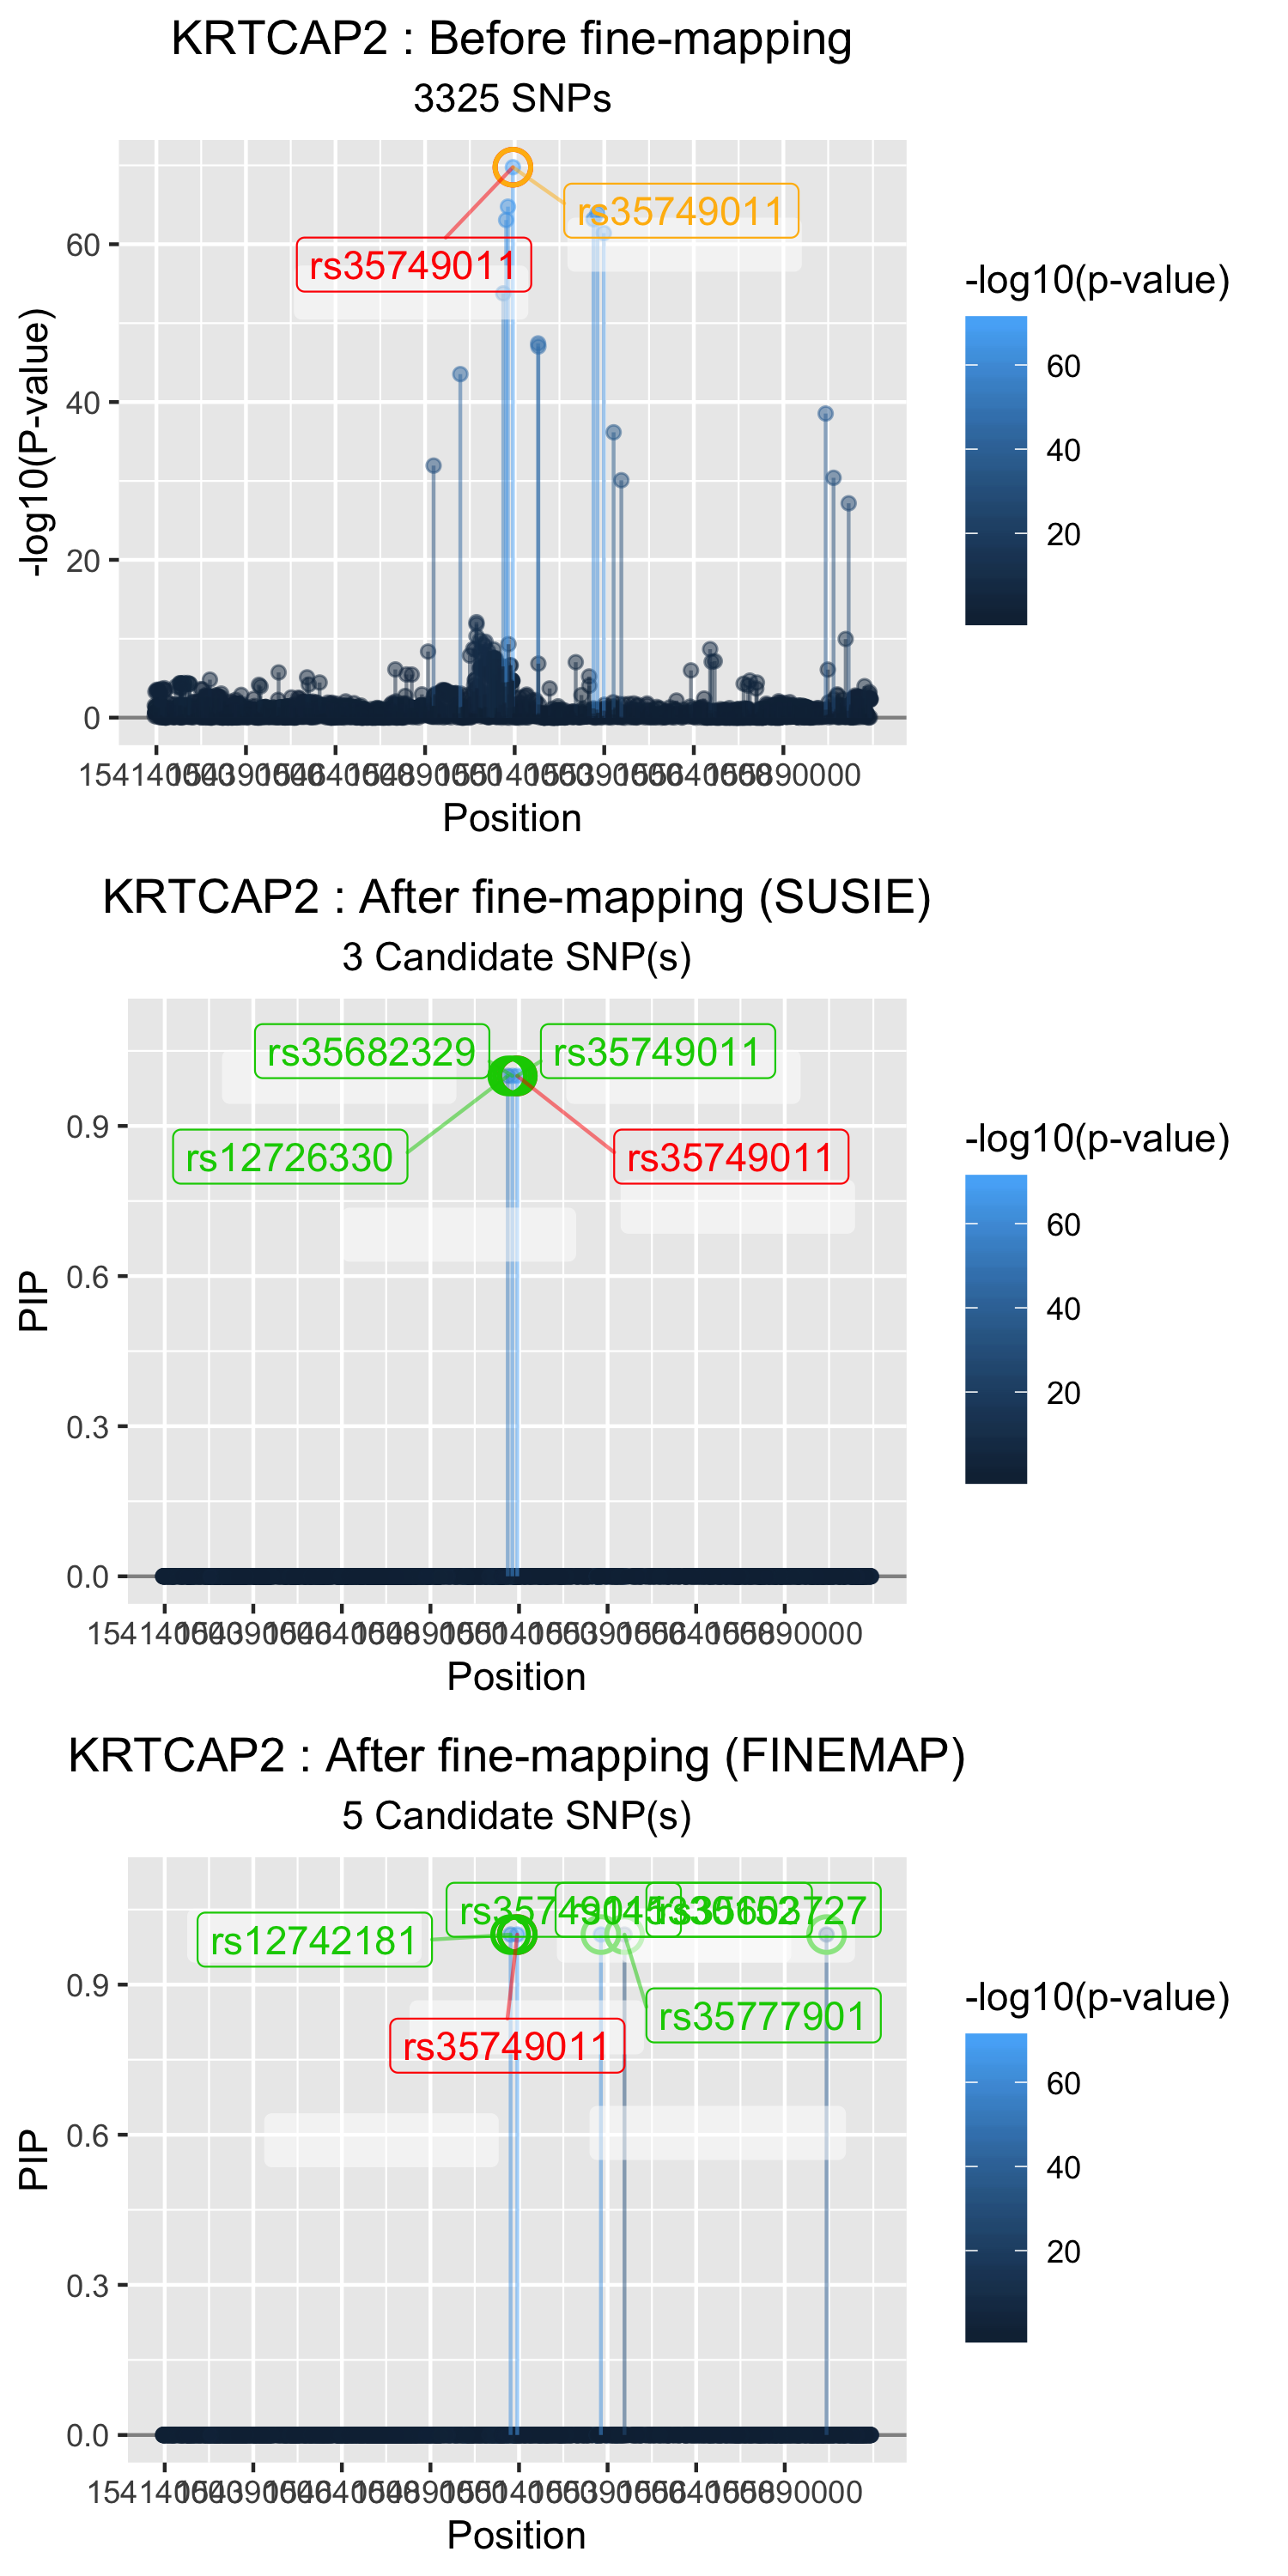 KRTCAP2 : Before fine-mapping
3325 SNPs
-log10(P-value)
60
40
20
0
rs35749011
rs35749011
Position
-log10(p-value)
60
40
20
KRTCAP2 : After fine-mapping (SUSIE)
3 Candidate SNP(s)
PIP
0.9
0.6
0.3
0.0
rs35682329
rs35749011
rs12726330
rs35749011
Position
-log10(p-value)
60
40
20
KRTCAP2 : After fine-mapping (FINEMAP)
5 Candidate SNP(s)
PIP
0.9
0.6
0.3
0.0
rs12742181
rs35777901
rs35749011
Position
-log10(p-value)
60
40
20